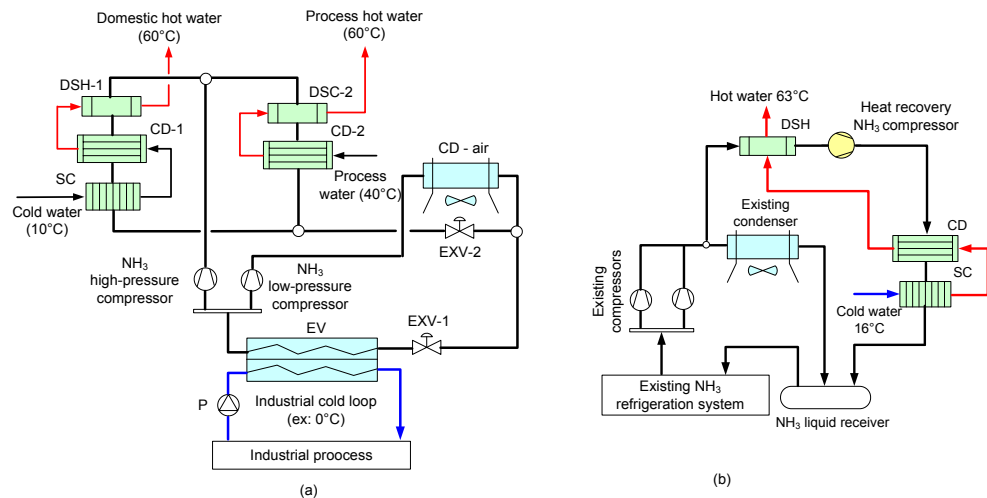 Domestic hot water
(60°C)
Process hot water
(60°C)
DSH-1
DSC-2
CD-1
CD-2
SC
CD - air
Cold water
(10°C)
Process
water (40°C)
EXV-2
NH3
high-pressure
compressor
NH3
low-pressure
compressor
EV
EXV-1
P
Industrial cold loop
(ex: 0°C)
Industrial proocess
(a)
Hot water 63°C
DSH
Heat recovery
NH3 compressor
Existing
condenser
CD
SC
Existing
compressors
Cold water
16°C
Existing NH3
refrigeration system
NH3 liquid receiver
(b)